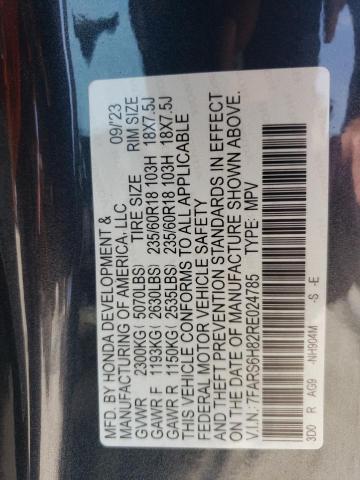 MFD. BY HONDA DEVELOPMENT &
MANUFACTURING OF AMERICA, LLC 09/'23
GVWR 2300KG(5070LBS) TIRE SIZE RIM SIZE
GAWR F 1193KG(2630LBS) 235/60R18 103H 18X7.5J
GAWR R 1150KG(2535LBS) 235/60R18 103H 18X7.5J
THIS VEHICLE CONFORMS TO ALL APPLICABLE
FEDERAL MOTOR VEHICLE SAFETY
AND THEFT PREVENTION STANDARDS IN EFFECT
ON THE DATE OF MANUFACTURE SHOWN ABOVE.
V.I.N.: 7FARS6H82RE024785 TYPE: MPV
3D0 R AG9 -NH904M -S -E